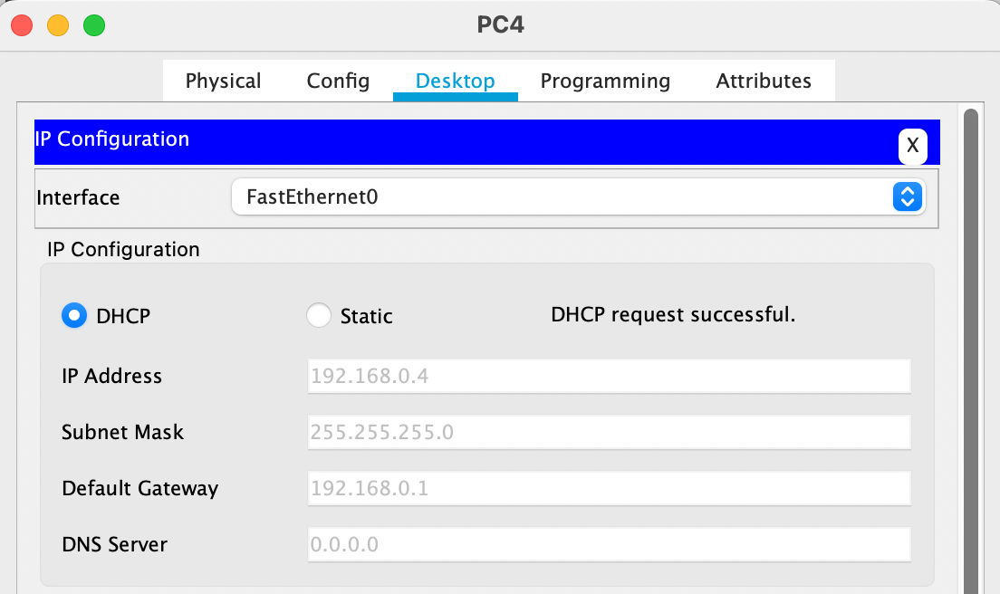 PC4
Physical Config Desktop Programming Attributes
IP Configuration X
Interface FastEthernet0
IP Configuration
DHCP Static DHCP request successful.
IP Address 192.168.0.4
Subnet Mask 255.255.255.0
Default Gateway 192.168.0.1
DNS Server 0.0.0.0